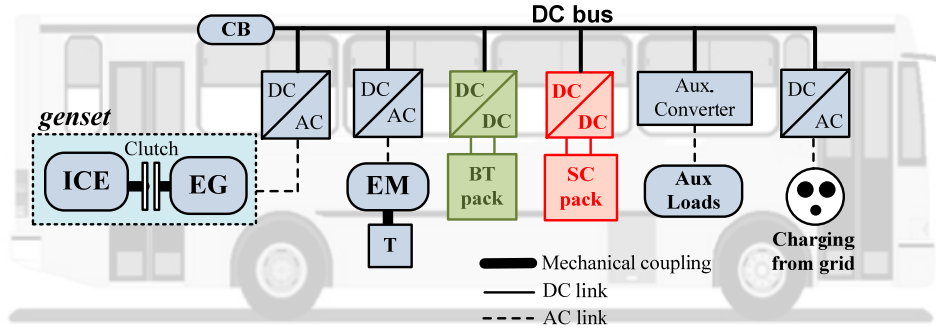 DC bus
CB
DC
AC
DC
AC
DC
DC
DC
DC
Aux.
Converter
DC
AC
genset
Clutch
ICE
EG
EM
T
BT
pack
SC
pack
Aux
Loads
Charging
from grid
Mechanical coupling
DC link
AC link